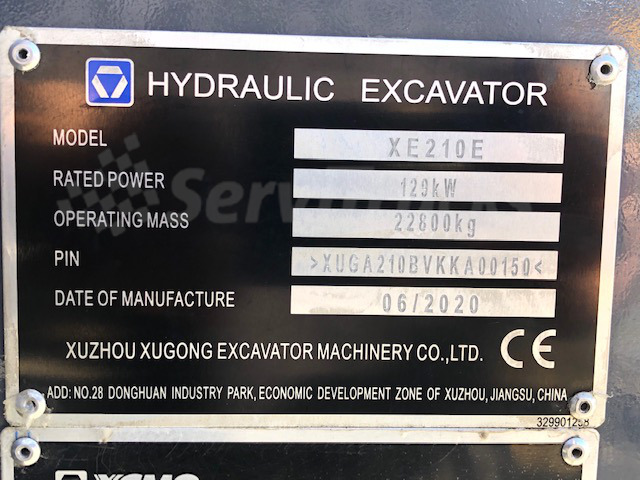 HYDRAULIC EXCAVATOR
MODEL XE210E
RATED POWER 129kW
OPERATING MASS 22800kg
PIN >XUGA210BVKKA00150<
DATE OF MANUFACTURE 06/2020
XUZHOU XUGONG EXCAVATOR MACHINERY CO.,LTD. CE
ADD: NO.28 DONGHUAN INDUSTRY PARK, ECONOMIC DEVELOPMENT ZONE OF XUZHOU, JIANGSU, CHINA
XCMG